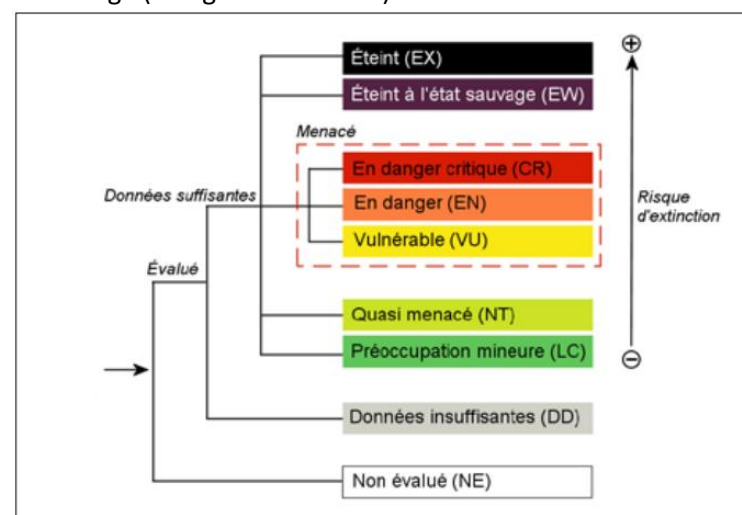 Éteint (EX)
Éteint à l'état sauvage (EW)
Menacé
En danger critique (CR)
Données suffisantes
En danger (EN)
Risque
d'extinction
Vulnérable (VU)
Évalué
Quasi menacé (NT)
Préoccupation mineure (LC)
Données insuffisantes (DD)
Non évalué (NE)